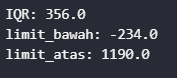 IQR: 356.0
limit_bawah: -234.0
limit_atas: 1190.0